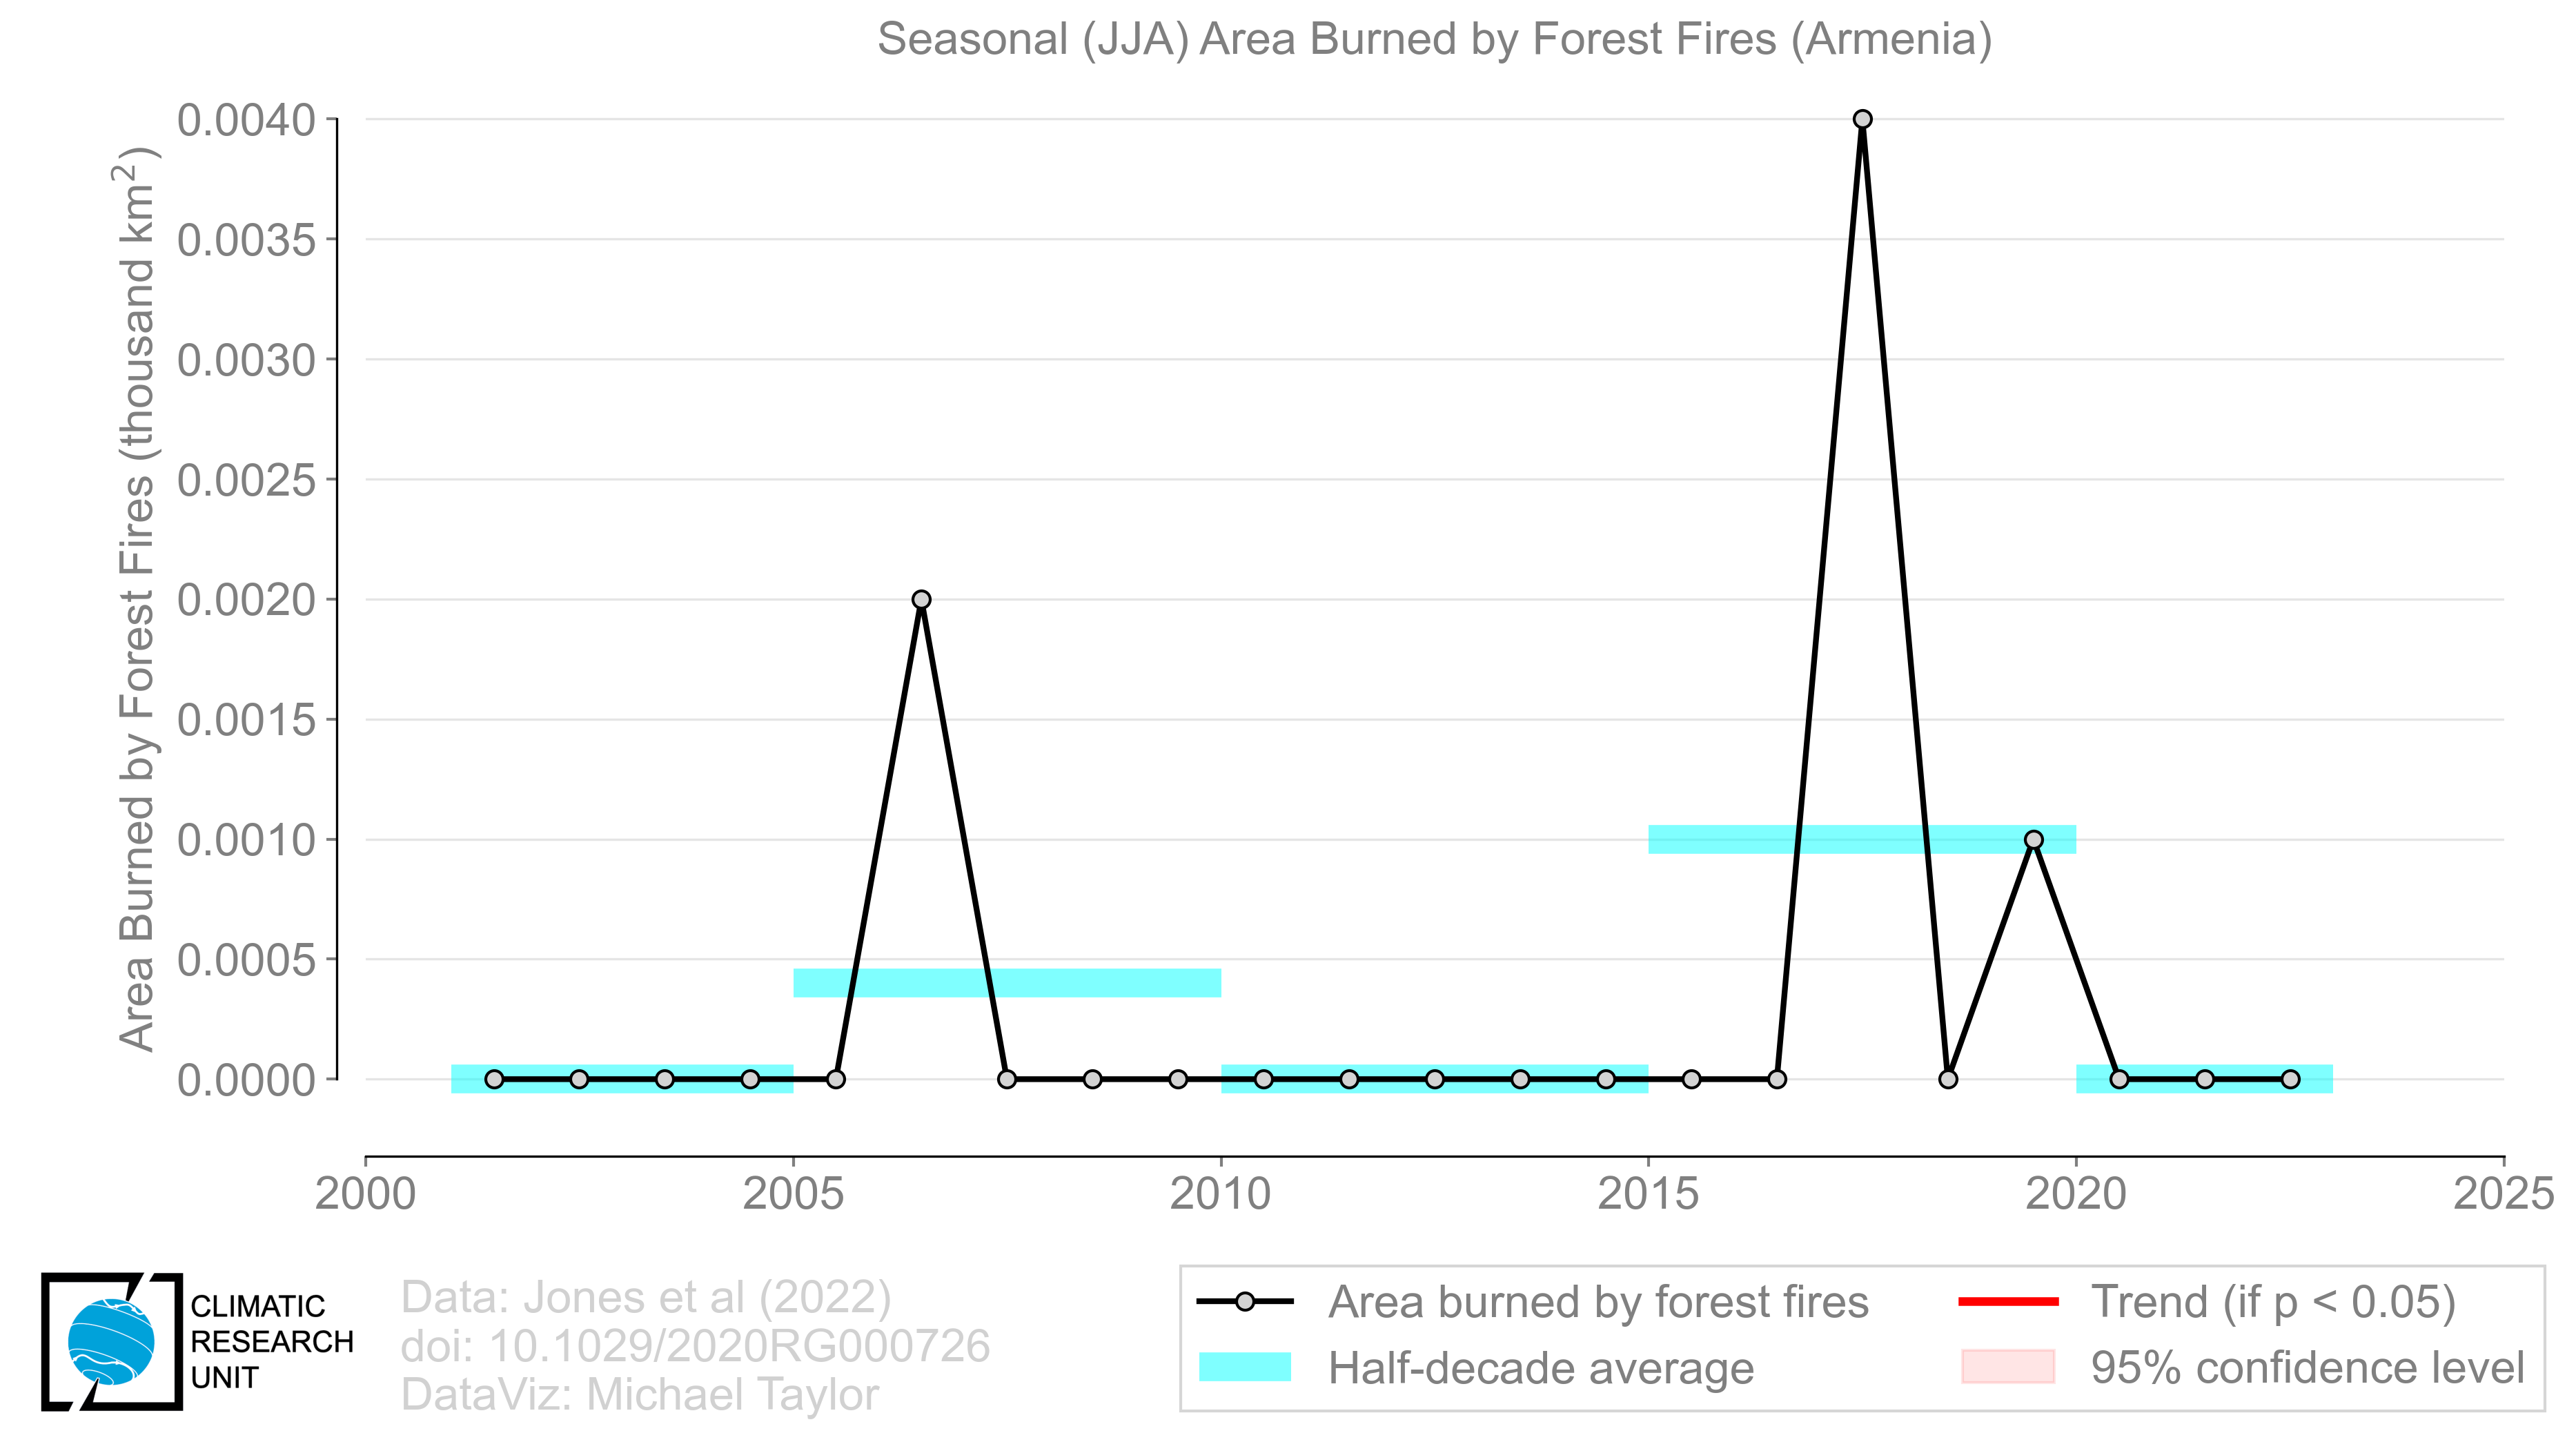 Seasonal (JJA) Area Burned by Forest Fires (Armenia)
Area Burned by Forest Fires (thousand km²)
0.0040
0.0035
0.0030
0.0025
0.0020
0.0015
0.0010
0.0005
0.0000
2000 2005 2010 2015 2020 2025
CLIMATIC
RESEARCH
UNIT
Data: Jones et al (2022)
doi: 10.1029/2020RG000726
DataViz: Michael Taylor
Area burned by forest fires
Half-decade average
Trend (if p < 0.05)
95% confidence level